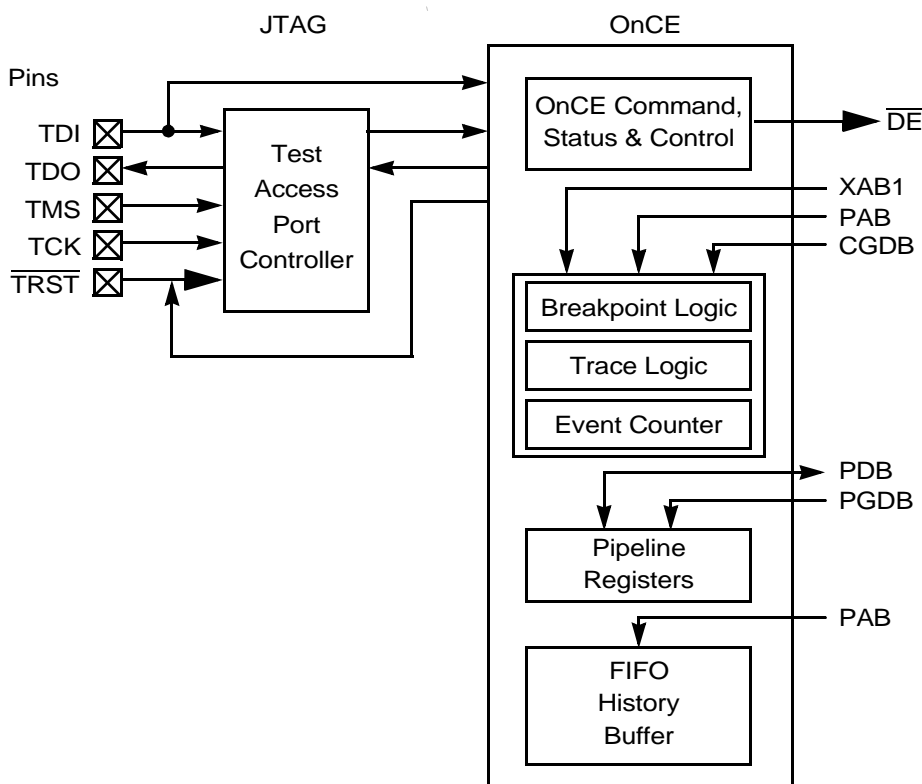 JTAG
OnCE
Pins
TDI
TDO
TMS
TCK
TRST
Test
Access
Port
Controller
OnCE Command,
Status & Control
DE
XAB1
PAB
CGDB
Breakpoint Logic
Trace Logic
Event Counter
PDB
PGDB
Pipeline
Registers
PAB
FIFO
History
Buffer